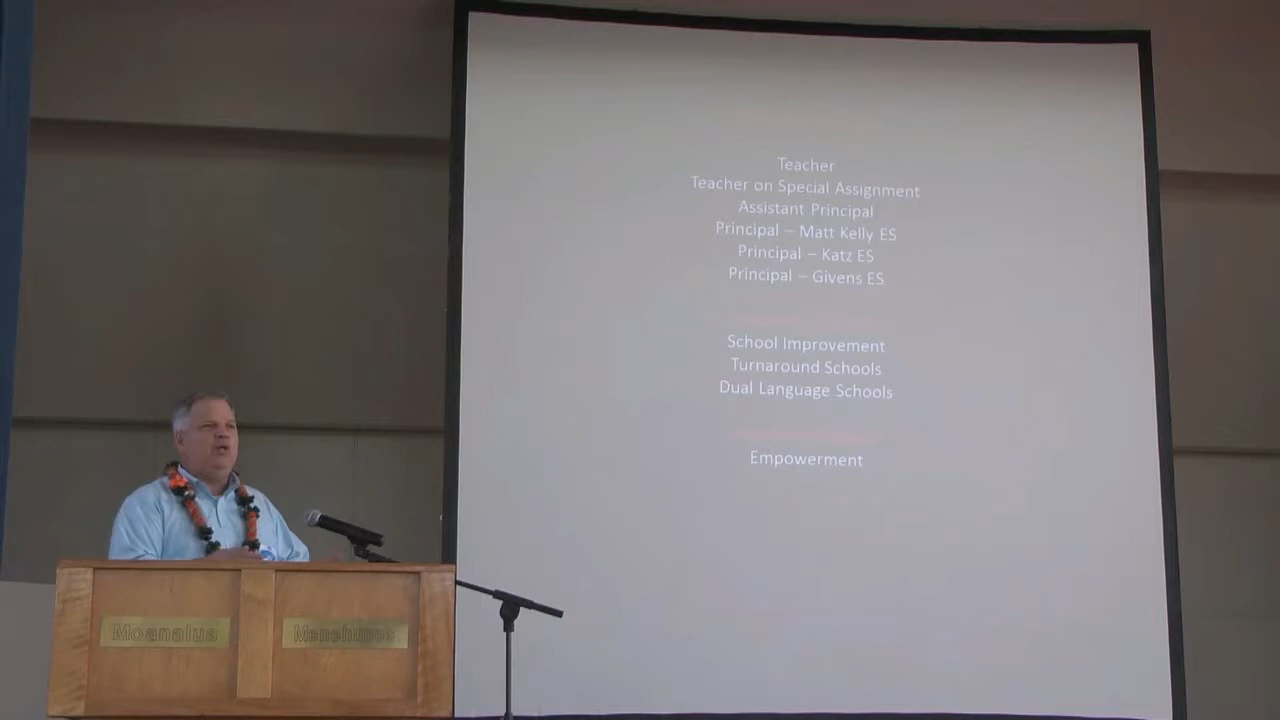 Teacher
Teacher on Special Assignment
Assistant Principal
Principal – Matt Kelly ES
Principal – Katz ES
Principal – Givens ES
School Improvement
Turnaround Schools
Dual Language Schools
Empowerment
Moanalua
Menehunes